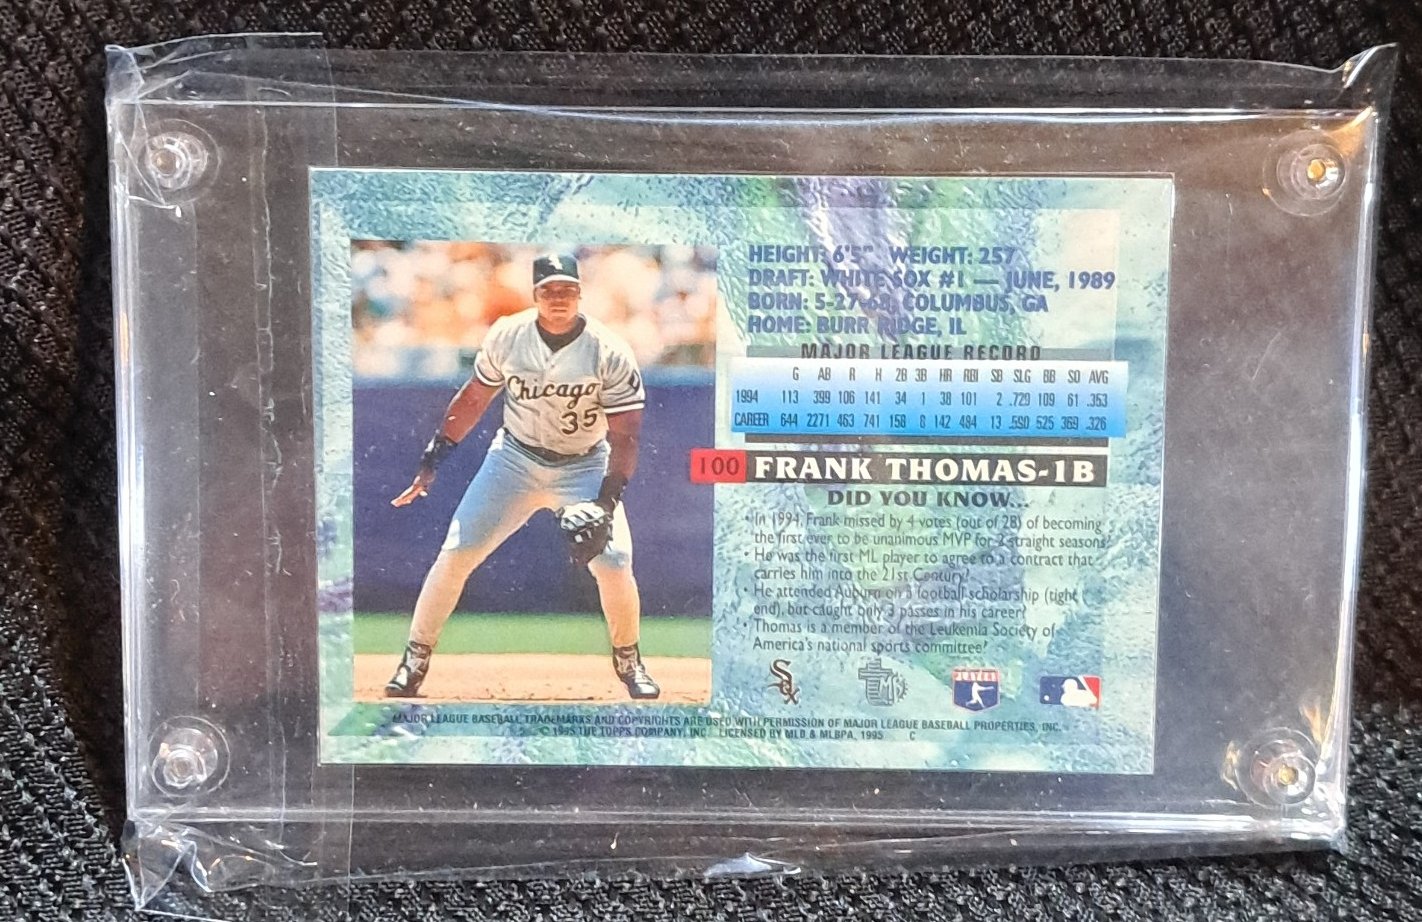 Chicago
35
HEIGHT: 6'5" WEIGHT: 257
DRAFT: WHITE SOX #1 — JUNE, 1989
BORN: 5-27-68, COLUMBUS, GA
HOME: BURR RIDGE, IL
MAJOR LEAGUE RECORD
G AB R H 2B 3B HR RBI SB SLG BB SO AVG
1994 113 399 106 141 34 1 38 101 2 .729 109 61 .353
CAREER 644 2271 463 741 158 8 142 484 13 .590 525 369 .326
100 FRANK THOMAS-1B
DID YOU KNOW...
• In 1994, Frank missed by 4 votes (out of 28) of becoming
the first ever to be unanimous MVP for 2 straight seasons?
• He was the first ML player to agree to a contract that
carries him into the 21st Century?
• He attended Auburn on a football scholarship (tight
end), but caught only 3 passes in his career?
• Thomas is a member of the Leukemia Society of
America's national sports committee?
Sox
PLAYERS
MAJOR LEAGUE BASEBALL TRADEMARKS AND COPYRIGHTS ARE USED WITH PERMISSION OF MAJOR LEAGUE BASEBALL PROPERTIES, INC.
© 1995 THE TOPPS COMPANY, INC. LICENSED BY MLB & MLBPA, 1995 C